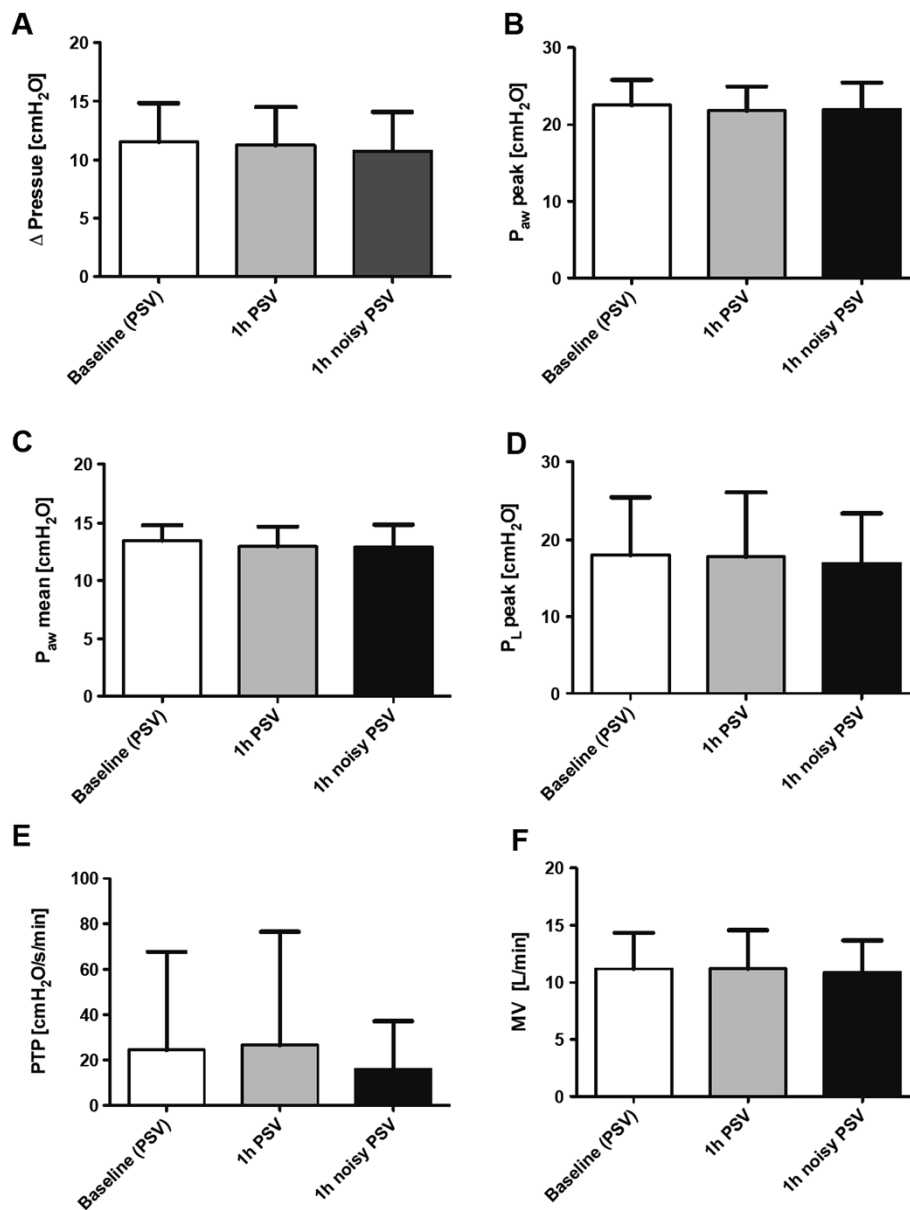 A
Δ Pressue [cmH₂O]
20
15
10
5
0
Baseline (PSV)
1h PSV
1h noisy PSV
B
P_aw peak [cmH₂O]
30
20
10
0
Baseline (PSV)
1h PSV
1h noisy PSV
C
P_aw mean [cmH₂O]
20
15
10
5
0
Baseline (PSV)
1h PSV
1h noisy PSV
D
P_L peak [cmH₂O]
30
20
10
0
Baseline (PSV)
1h PSV
1h noisy PSV
E
PTP [cmH₂O/s/min]
100
80
60
40
20
0
Baseline (PSV)
1h PSV
1h noisy PSV
F
MV [L/min]
20
15
10
5
0
Baseline (PSV)
1h PSV
1h noisy PSV